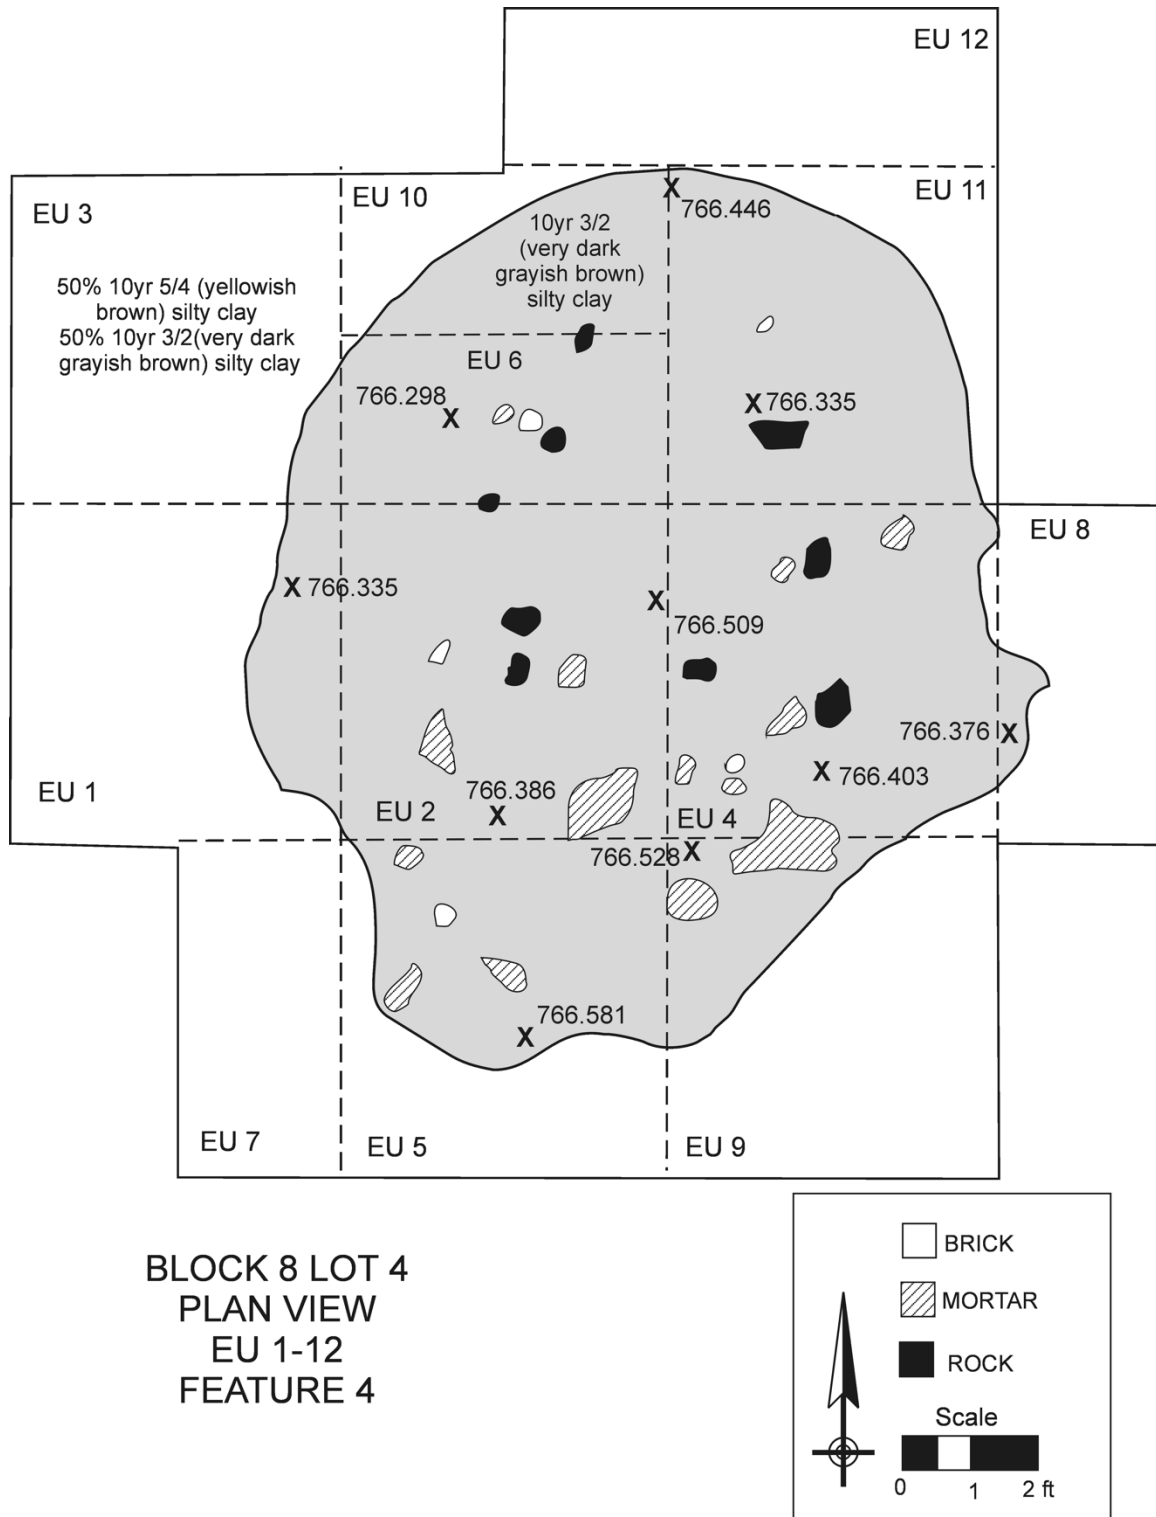 EU 12
EU 3
EU 10
EU 11
766.446
10yr 3/2
(very dark
grayish brown)
silty clay
50% 10yr 5/4 (yellowish
brown) silty clay
50% 10yr 3/2(very dark
grayish brown) silty clay
EU 6
X
766.298
X
X
766.335
EU 8
X
766.335
X
766.509
766.376
X
X
766.403
EU 1
766.386
X
EU 2
EU 4
766.528
X
766.581
X
EU 7
EU 5
EU 9
BLOCK 8 LOT 4
PLAN VIEW
EU 1-12
FEATURE 4
BRICK
MORTAR
ROCK
Scale
0 1 2 ft